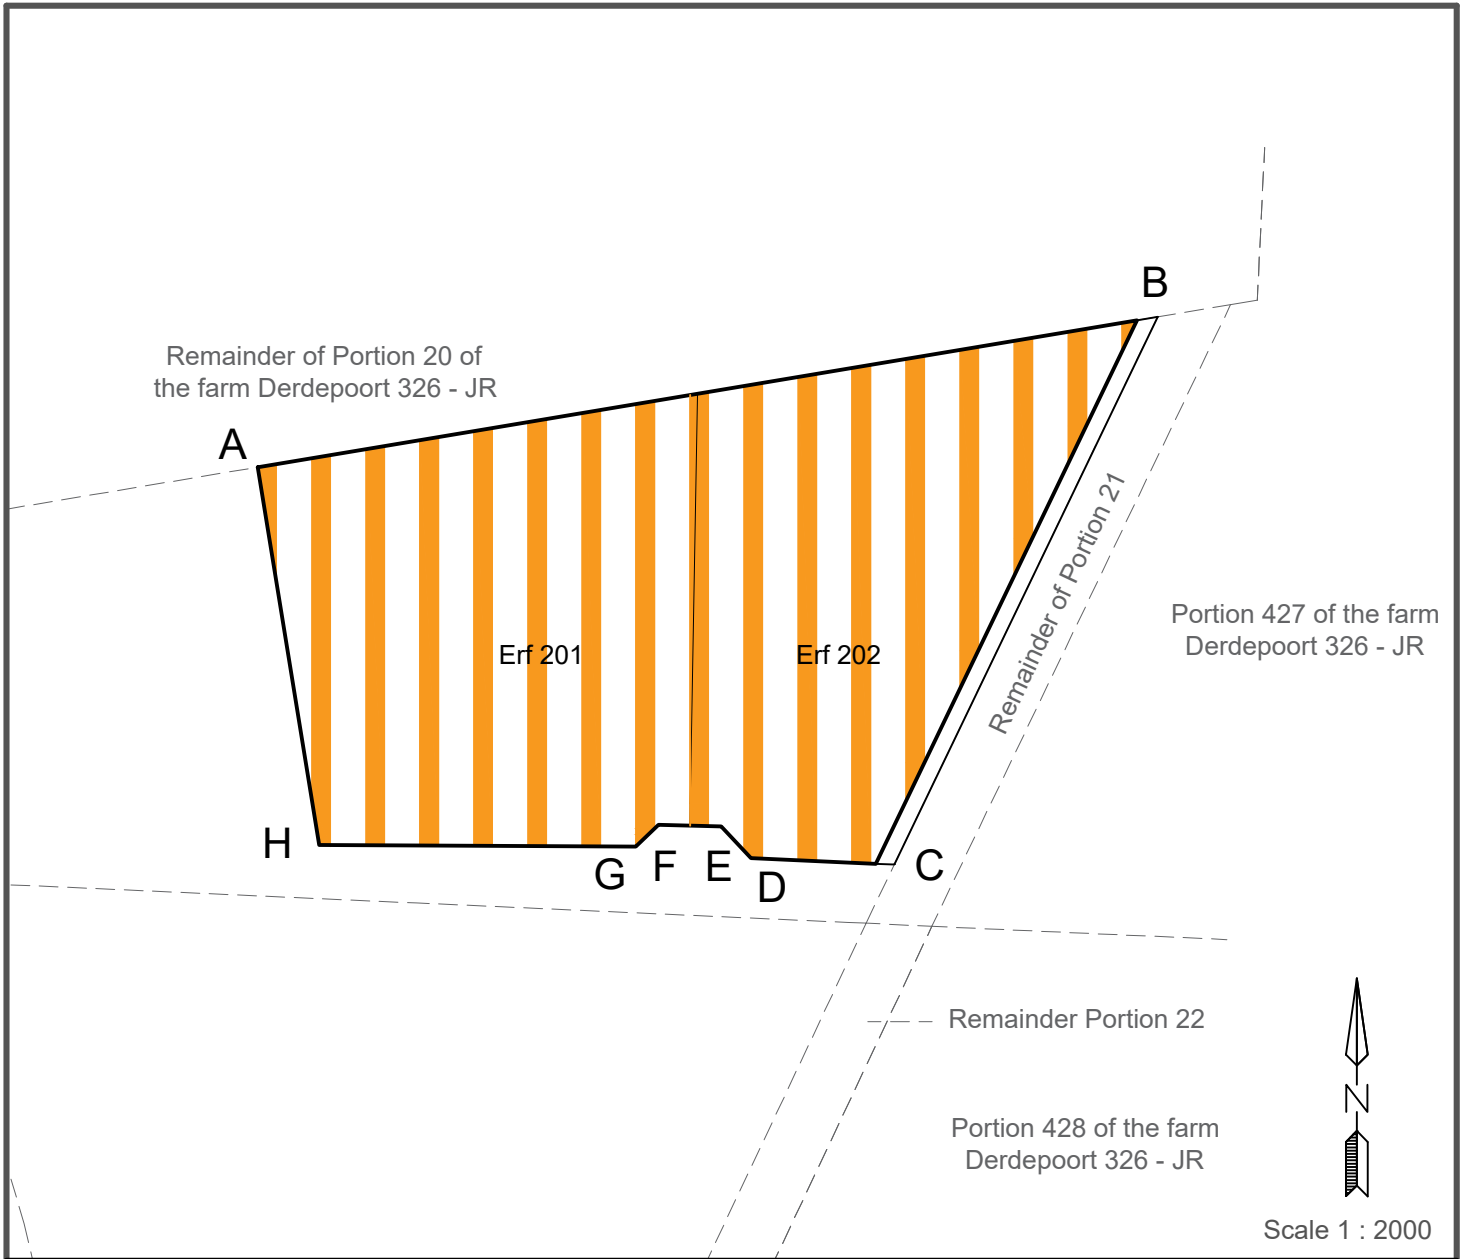 B
Remainder of Portion 20 of
the farm Derdepoort 326 - JR
A
Remainder of Portion 21
Portion 427 of the farm
Derdepoort 326 - JR
Erf 201
Erf 202
H
G
F
E
D
C
Remainder Portion 22
N
Portion 428 of the farm
Derdepoort 326 - JR
Scale 1 : 2000